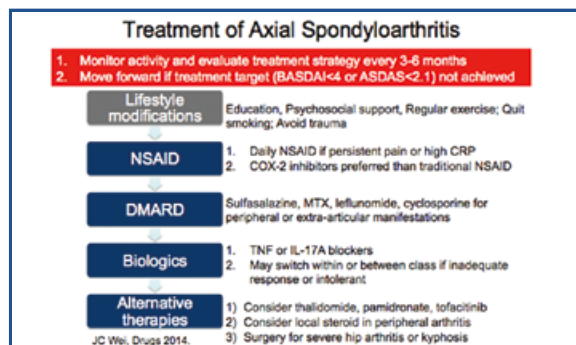 Treatment of Axial Spondyloarthritis
1. Monitor activity and evaluate treatment strategy every 3-6 months
2. Move forward if treatment target (BASDAI<4 or ASDAS<2.1) not achieved
Lifestyle
modifications
Education, Psychosocial support, Regular exercise; Quit
smoking; Avoid trauma
NSAID
1. Daily NSAID if persistent pain or high CRP
2. COX-2 inhibitors preferred than traditional NSAID
DMARD
Sulfasalazine, MTX, leflunomide, cyclosporine for
peripheral or extra-articular manifestations
Biologics
1. TNF or IL-17A blockers
2. May switch within or between class if inadequate
response or intolerant
Alternative
therapies
1) Consider thalidomide, pamidronate, tofacitinib
2) Consider local steroid in peripheral arthritis
3) Surgery for severe hip arthritis or kyphosis
JC Wei, Drugs 2014.